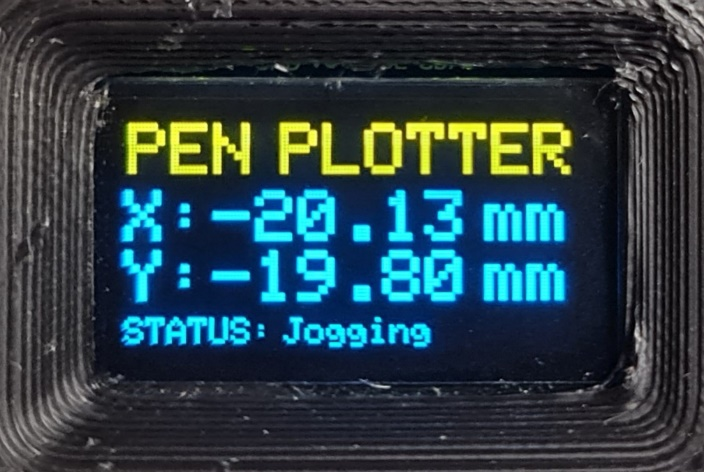 PEN PLOTTER
X:-20.13 mm
Y:-19.80 mm
STATUS: Jogging